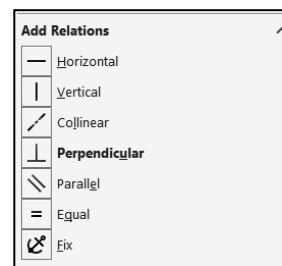 Add Relations
Horizontal
Vertical
Collinear
Perpendicular
Parallel
Equal
Fix